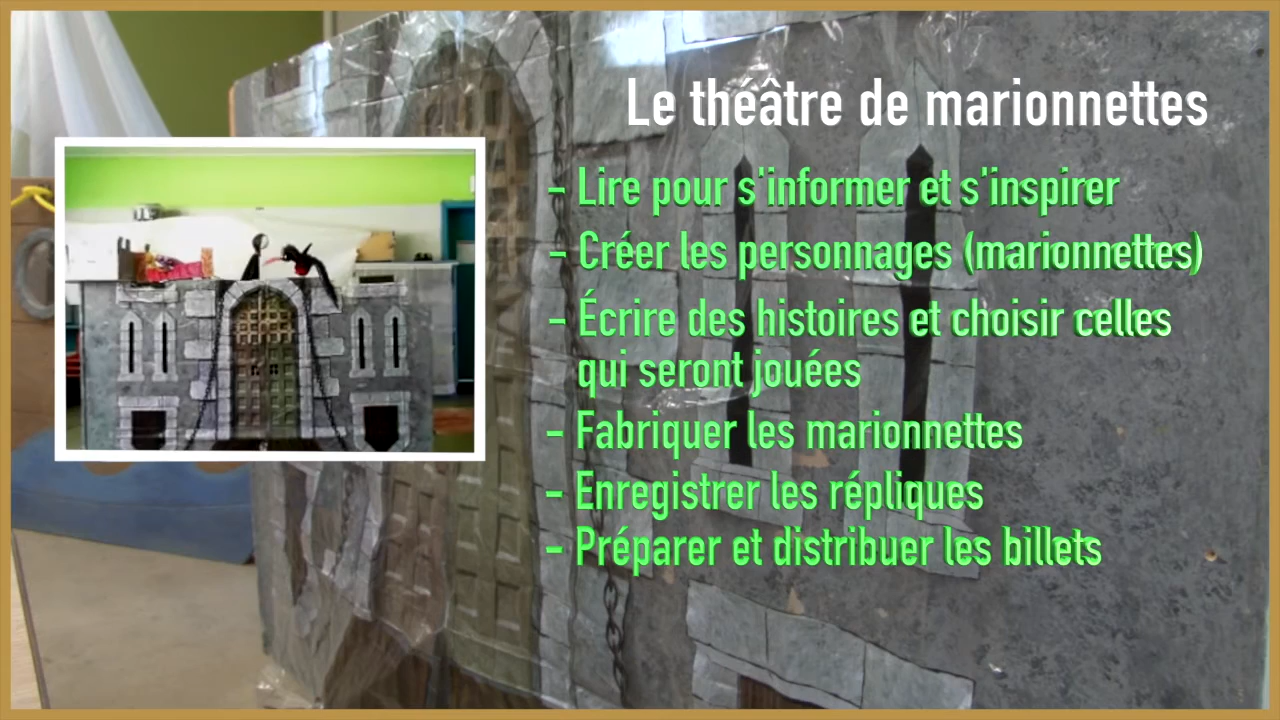 Le théâtre de marionnettes
- Lire pour s'informer et s'inspirer
- Créer les personnages (marionnettes)
- Écrire des histoires et choisir celles
qui seront jouées
- Fabriquer les marionnettes
- Enregistrer les répliques
- Préparer et distribuer les billets